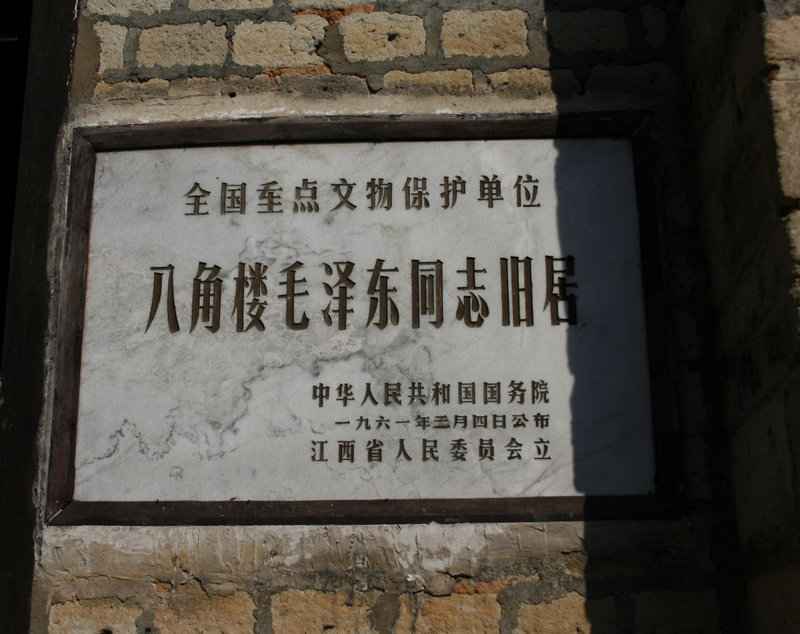 全国重点文物保护单位
八角楼毛泽东同志旧居
中华人民共和国国务院
一九六一年三月四日公布
江西省人民委员会立